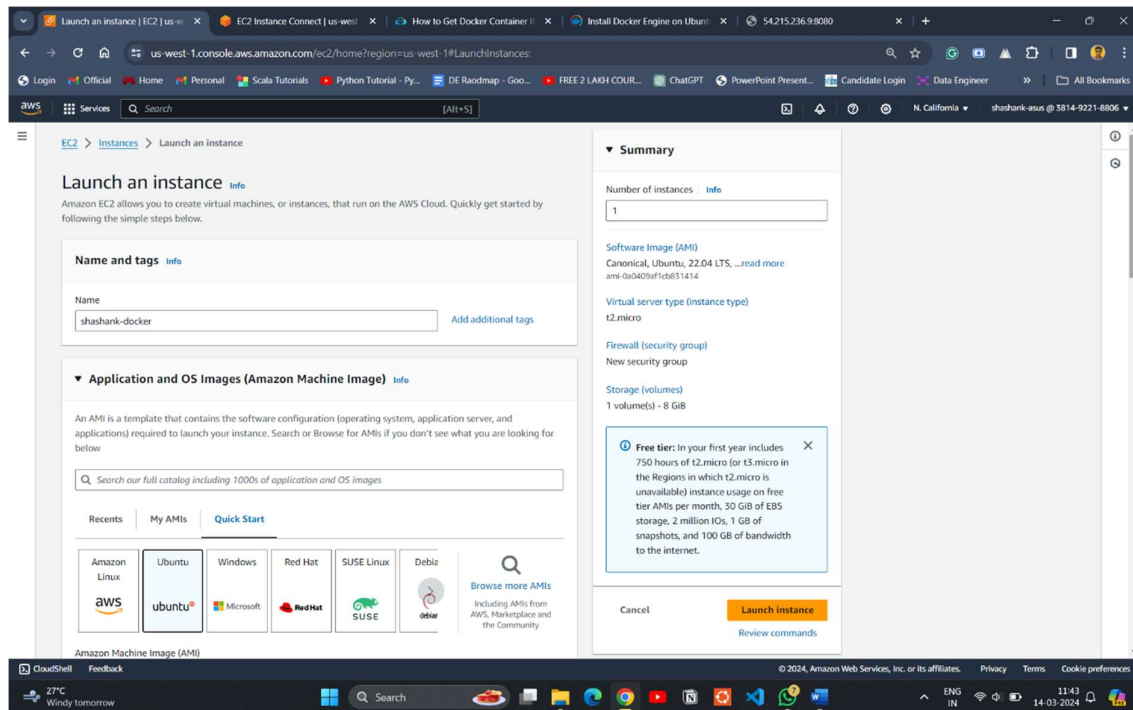 Launch an instance | EC2 | us-w
EC2 Instance Connect | us-west
How to Get Docker Container I
Install Docker Engine on Ubunt
54.215.236.9:8080
us-west-1.console.aws.amazon.com/ec2/home?region=us-west-1#LaunchInstances:
Login
Official
Home
Personal
Scala Tutorials
Python Tutorial - Py...
DE Raodmap - Goo...
FREE 2 LAKH COUR...
ChatGPT
PowerPoint Present...
Candidate Login
Data Engineer
»
All Bookmarks
aws
Services
Search
[Alt+S]
N. California
shashank-asus @ 3814-9221-8806
EC2 > Instances > Launch an instance
Launch an instance Info
Amazon EC2 allows you to create virtual machines, or instances, that run on the AWS Cloud. Quickly get started by
following the simple steps below.
Name and tags Info
Name
shashank-docker
Add additional tags
Application and OS Images (Amazon Machine Image) Info
An AMI is a template that contains the software configuration (operating system, application server, and
applications) required to launch your instance. Search or Browse for AMIs if you don't see what you are looking for
below
Search our full catalog including 1000s of application and OS images
Recents
My AMIs
Quick Start
Amazon
Linux
aws
Ubuntu
ubuntu
Windows
Microsoft
Red Hat
Red Hat
SUSE Linux
SUSE
Debia
debian
Browse more AMIs
Including AMIs from
AWS, Marketplace and
the Community
Amazon Machine Image (AMI)
Summary
Number of instances Info
1
Software Image (AMI)
Canonical, Ubuntu, 22.04 LTS, ...read more
ami-0a0409af1cb831414
Virtual server type (instance type)
t2.micro
Firewall (security group)
New security group
Storage (volumes)
1 volume(s) - 8 GiB
Free tier: In your first year includes
750 hours of t2.micro (or t3.micro in
the Regions in which t2.micro is
unavailable) instance usage on free
tier AMIs per month, 30 GiB of EBS
storage, 2 million IOs, 1 GB of
snapshots, and 100 GB of bandwidth
to the internet.
Cancel
Launch instance
Review commands
CloudShell
Feedback
© 2024, Amazon Web Services, Inc. or its affiliates.
Privacy
Terms
Cookie preferences
27°C
Windy tomorrow
Search
ENG
IN
11:43
14-03-2024